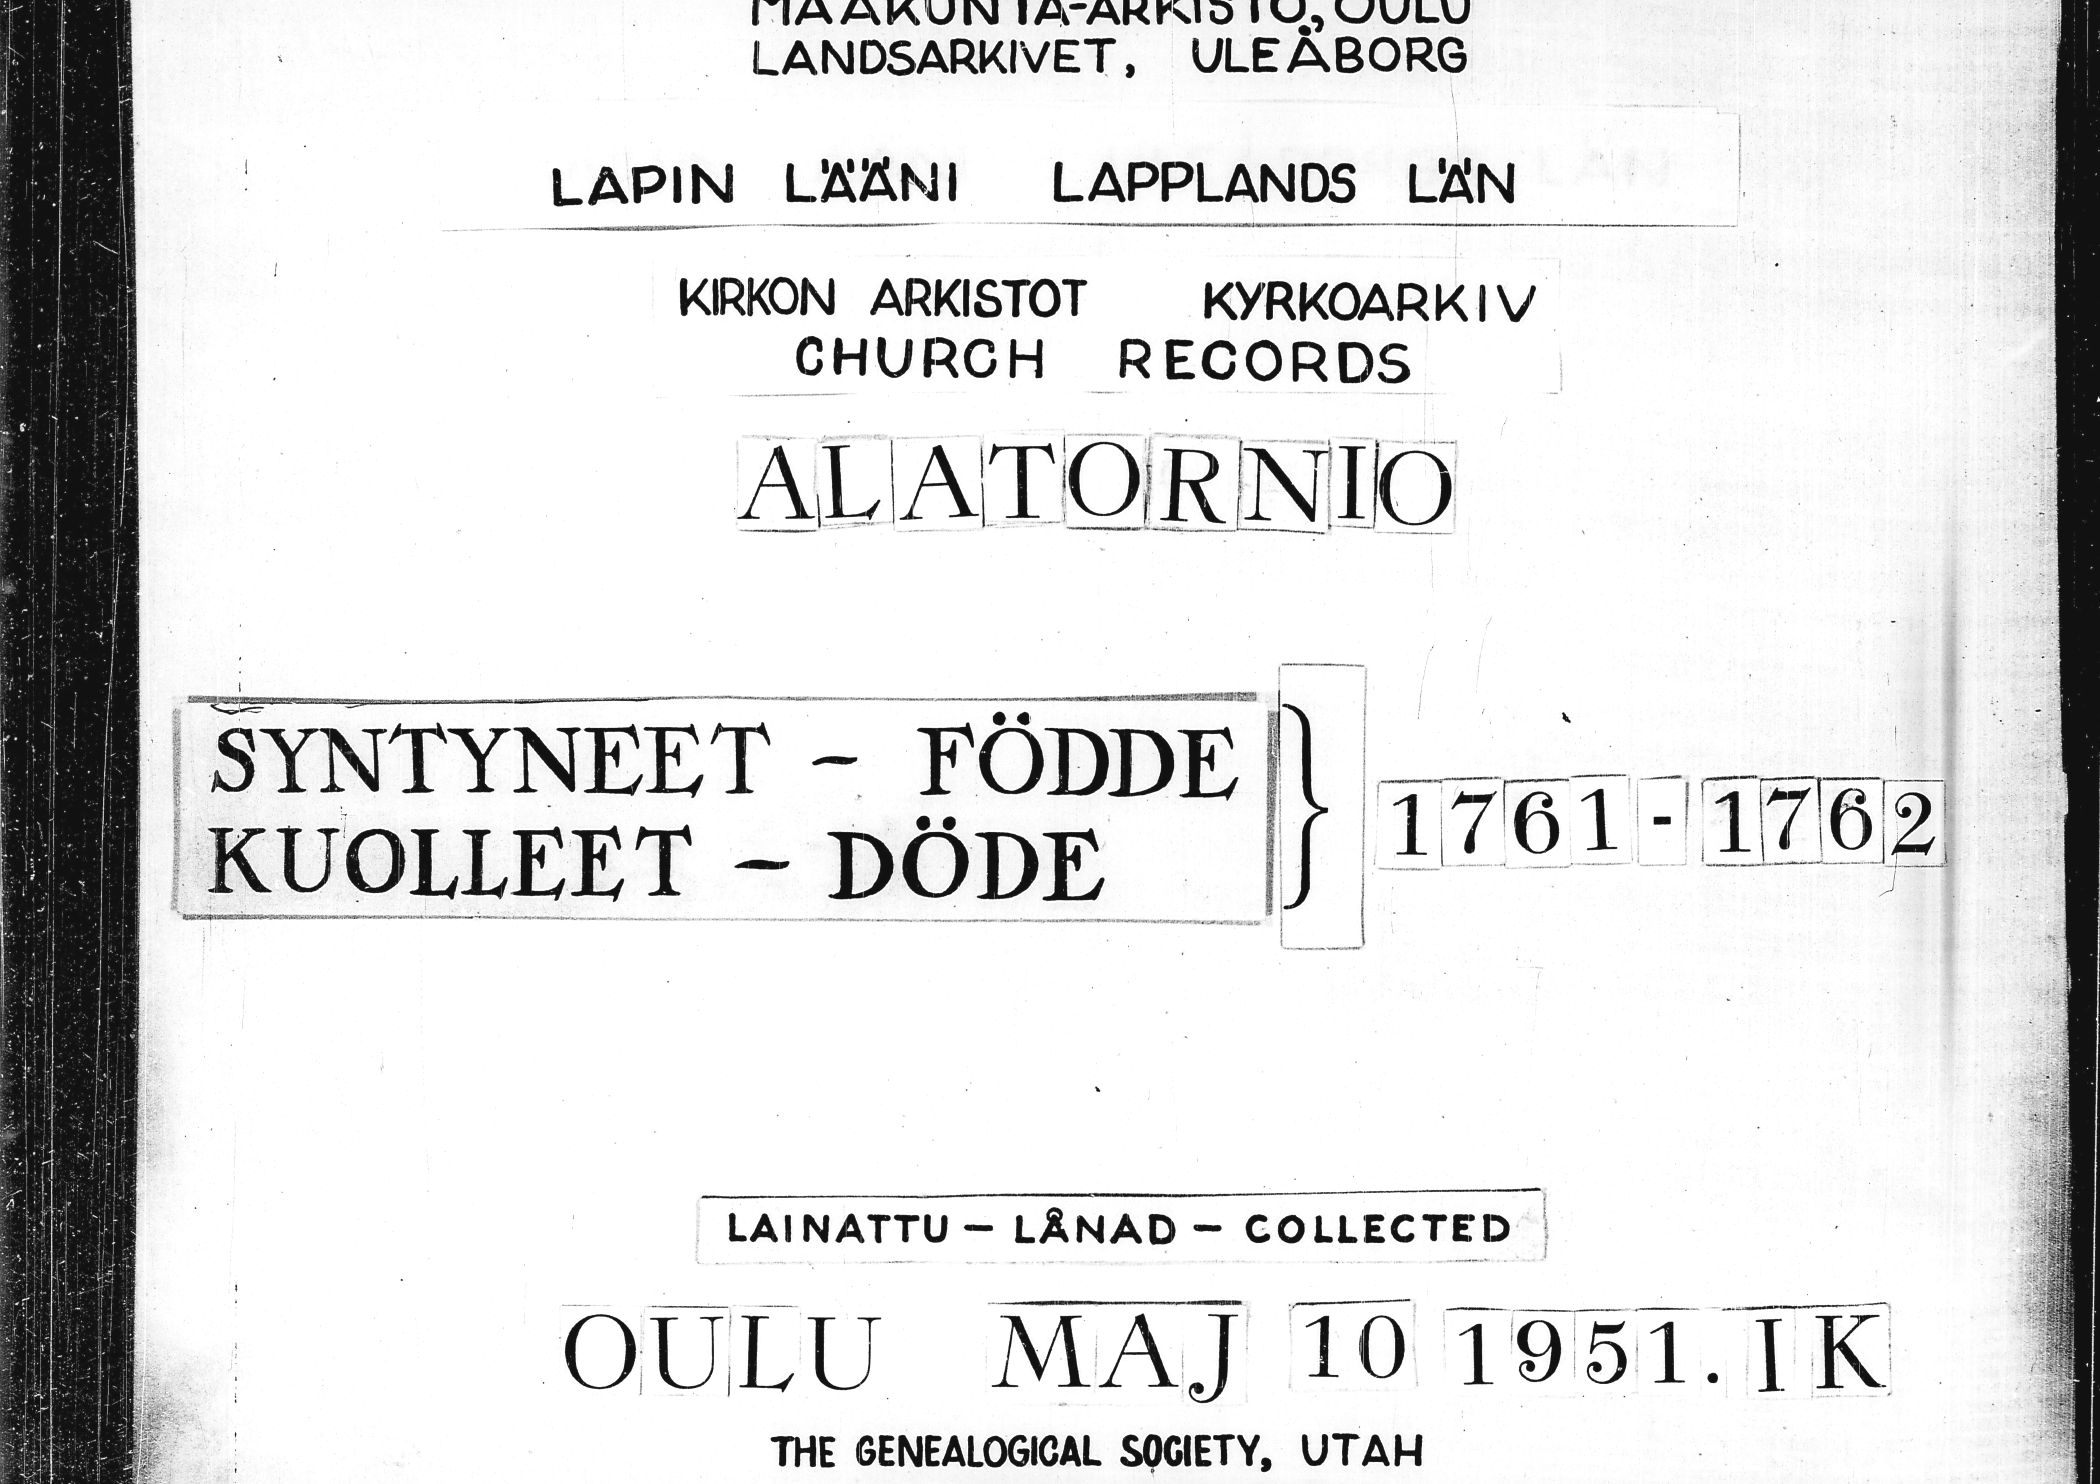 MAAKUNTA-ARKISTO, OULU
LANDSARKIVET, ULEÅBORG
LAPIN LÄÄNI LAPPLANDS LÄN
KIRKON ARKISTOT KYRKOARKIV
CHURCH RECORDS
ALATORNIO
SYNTYNEET - FÖDDE
KUOLLEET - DÖDE } 1761-1762
LAINATTU - LÅNAD - COLLECTED
OULU MAJ 10 1951. I K
THE GENEALOGICAL SOCIETY, UTAH